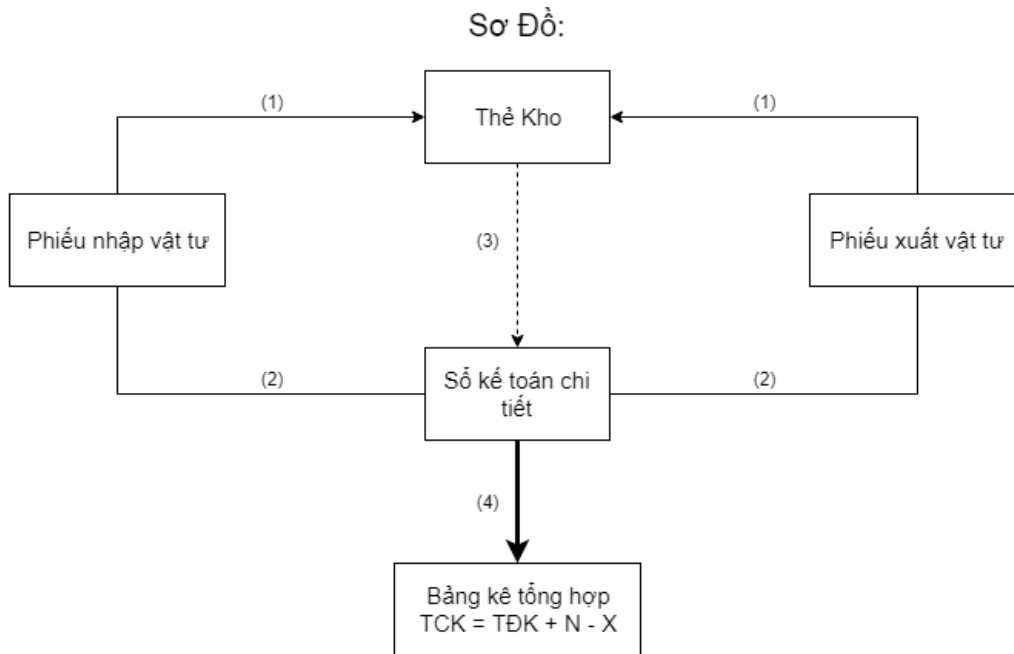 Sơ Đồ:
(1)
Thẻ Kho
(1)
Phiếu nhập vật tư
(3)
Phiếu xuất vật tư
(2)
Sổ kế toán chi
tiết
(2)
(4)
Bảng kê tổng hợp
TCK = TĐK + N - X